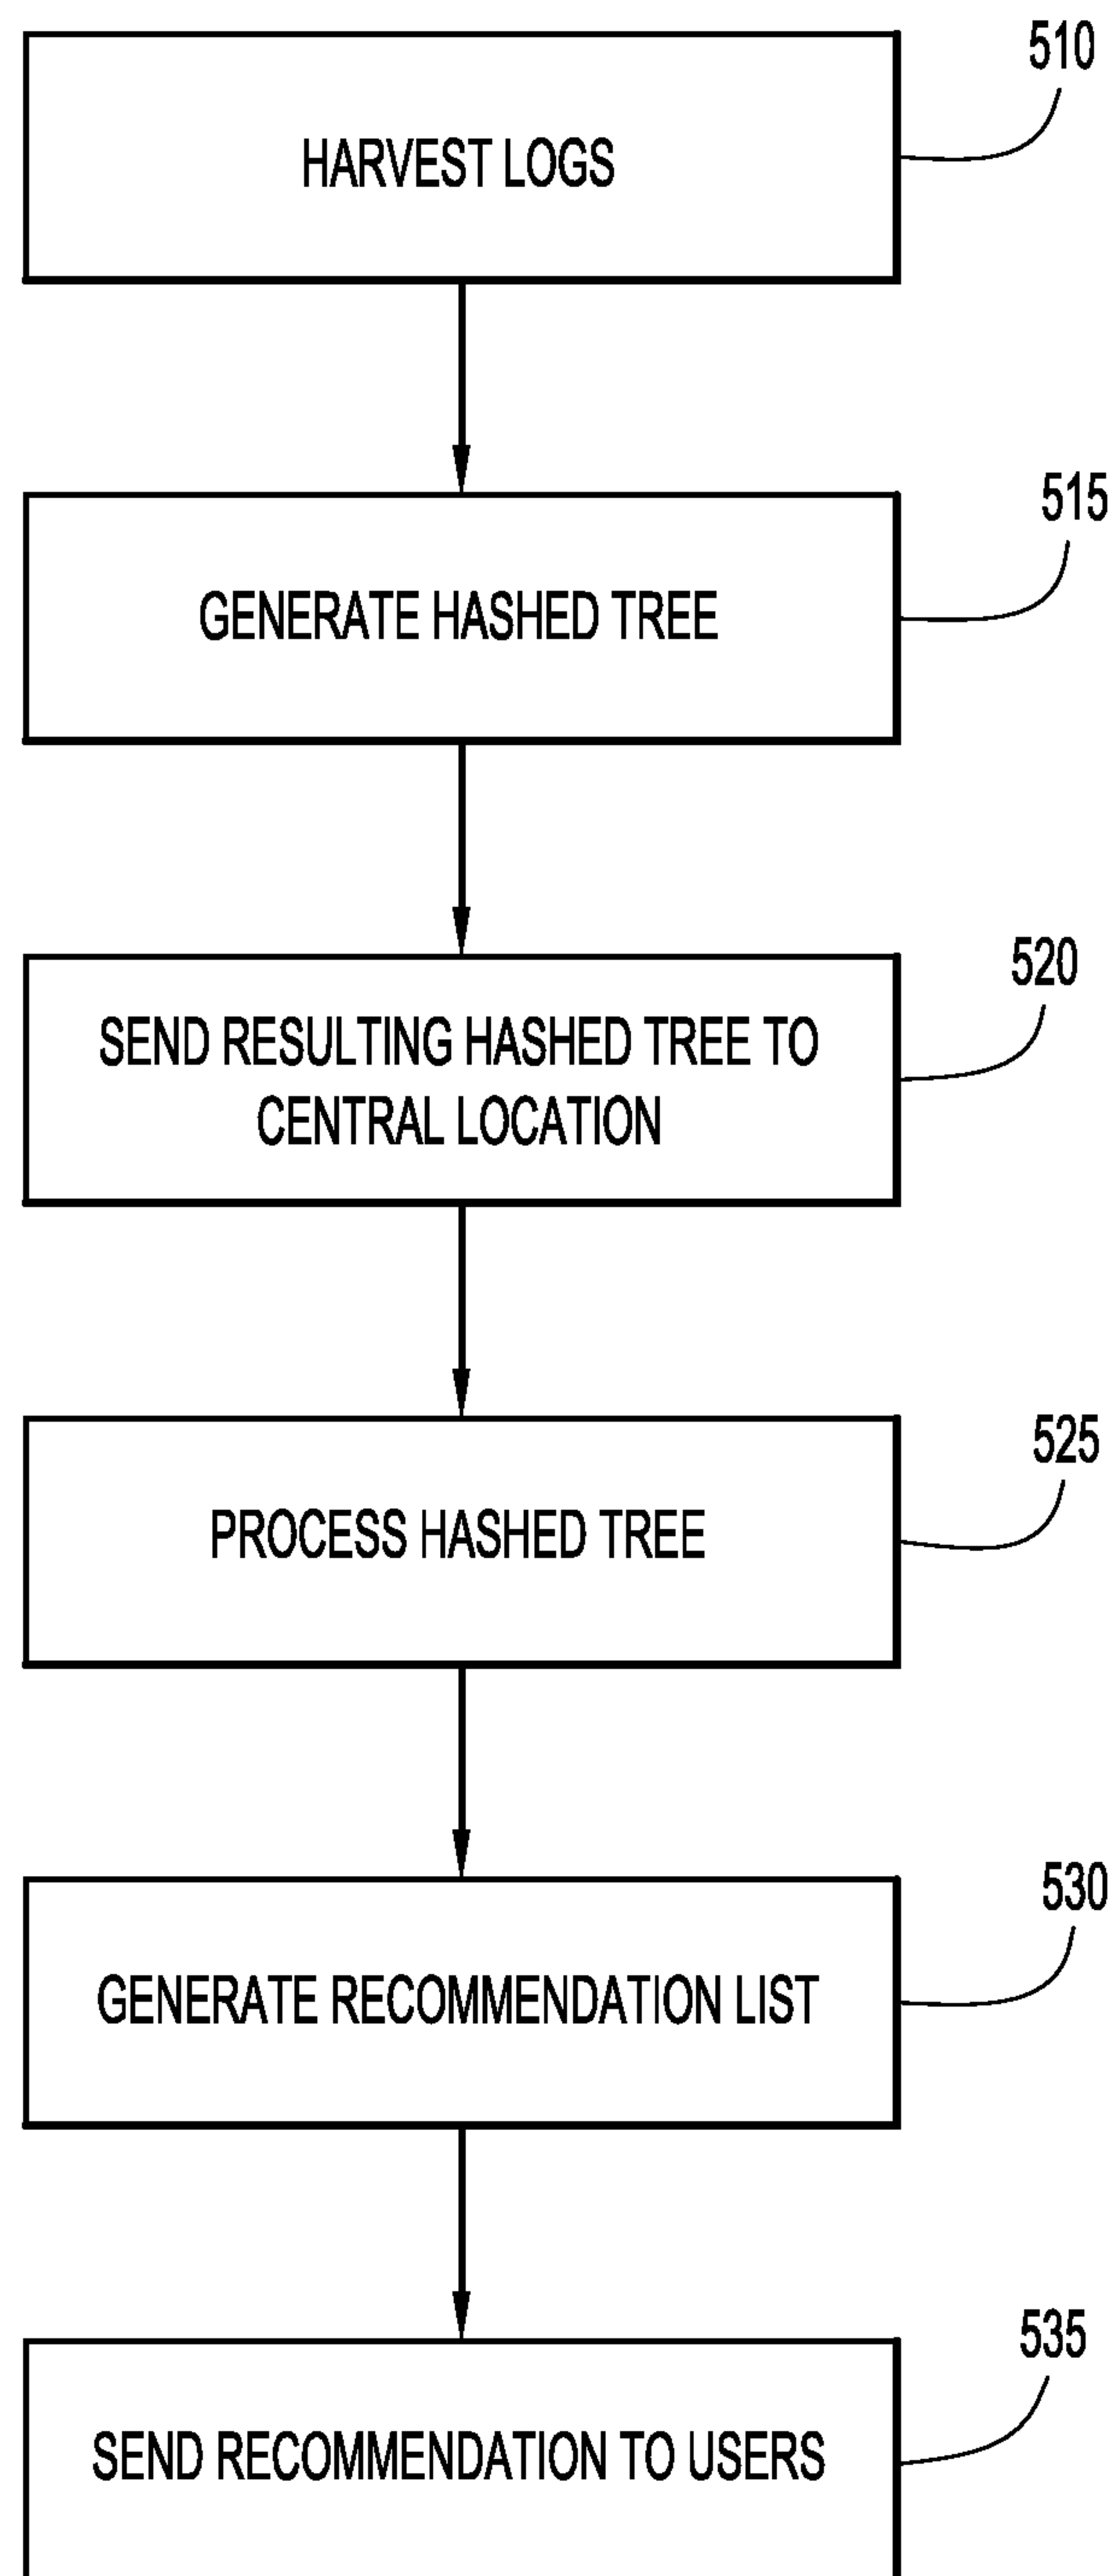 510
HARVEST LOGS
515
GENERATE HASHED TREE
520
SEND RESULTING HASHED TREE TO
CENTRAL LOCATION
525
PROCESS HASHED TREE
530
GENERATE RECOMMENDATION LIST
535
SEND RECOMMENDATION TO USERS